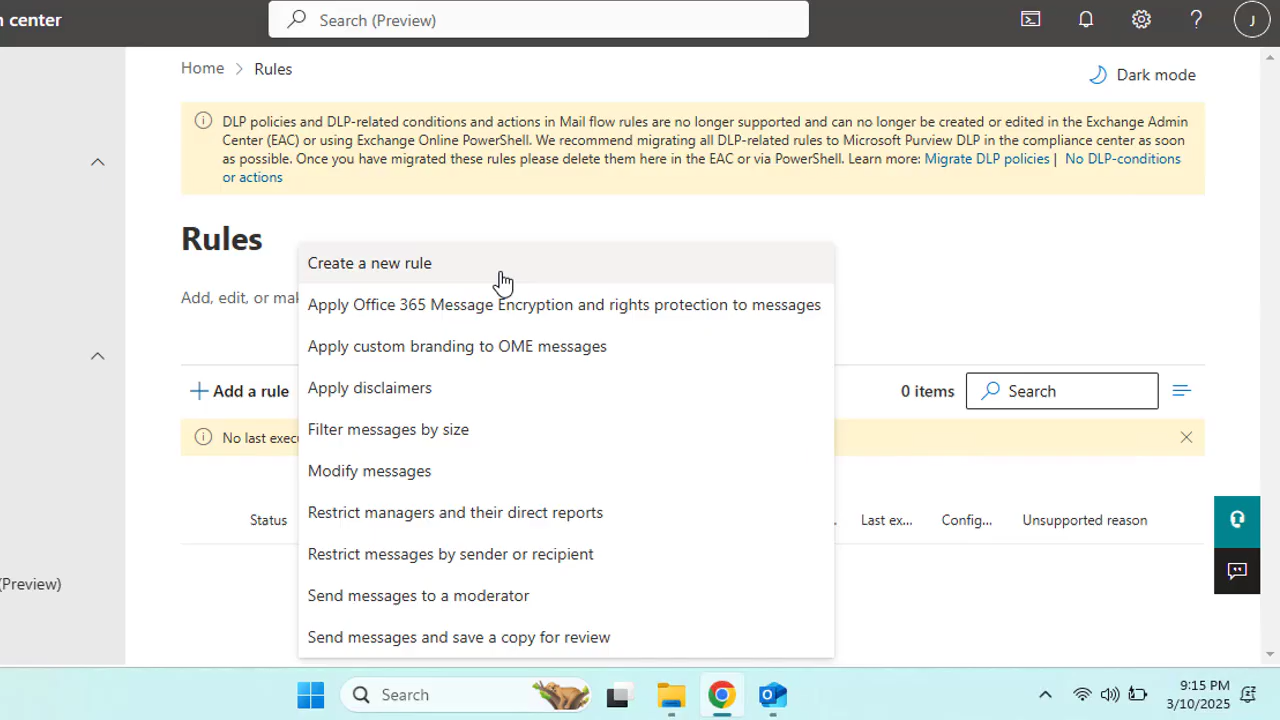 n center
Search (Preview)
J
Home > Rules
Dark mode
DLP policies and DLP-related conditions and actions in Mail flow rules are no longer supported and can no longer be created or edited in the Exchange Admin
Center (EAC) or using Exchange Online PowerShell. We recommend migrating all DLP-related rules to Microsoft Purview DLP in the compliance center as soon
as possible. Once you have migrated these rules please delete them here in the EAC or via PowerShell. Learn more: Migrate DLP policies | No DLP-conditions
or actions
Rules
Add, edit, or mak
Create a new rule
Apply Office 365 Message Encryption and rights protection to messages
Apply custom branding to OME messages
Apply disclaimers
Filter messages by size
Modify messages
Restrict managers and their direct reports
Restrict messages by sender or recipient
Send messages to a moderator
Send messages and save a copy for review
Add a rule
0 items
Search
No last exec
Status
Last ex...
Config...
Unsupported reason
(Preview)
Search
9:15 PM
3/10/2025